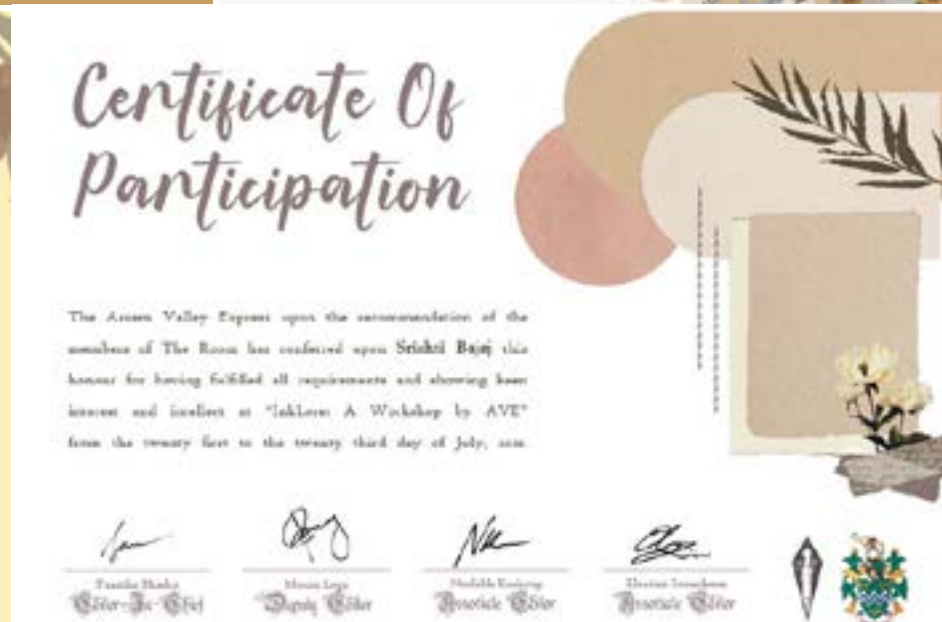 Certificate Of
Participation
The Assam Valley Express upon the recommendation of the
members of The Room has conferred upon Srishti Bajaj this
honour for having fulfilled all requirements and showing keen
interest and intellect at "InkLore: A Workshop by AVE"
from the twenty first to the twenty third day of July,
Editor-In-Chief
Deputy Editor
Associate Editor
Associate Editor